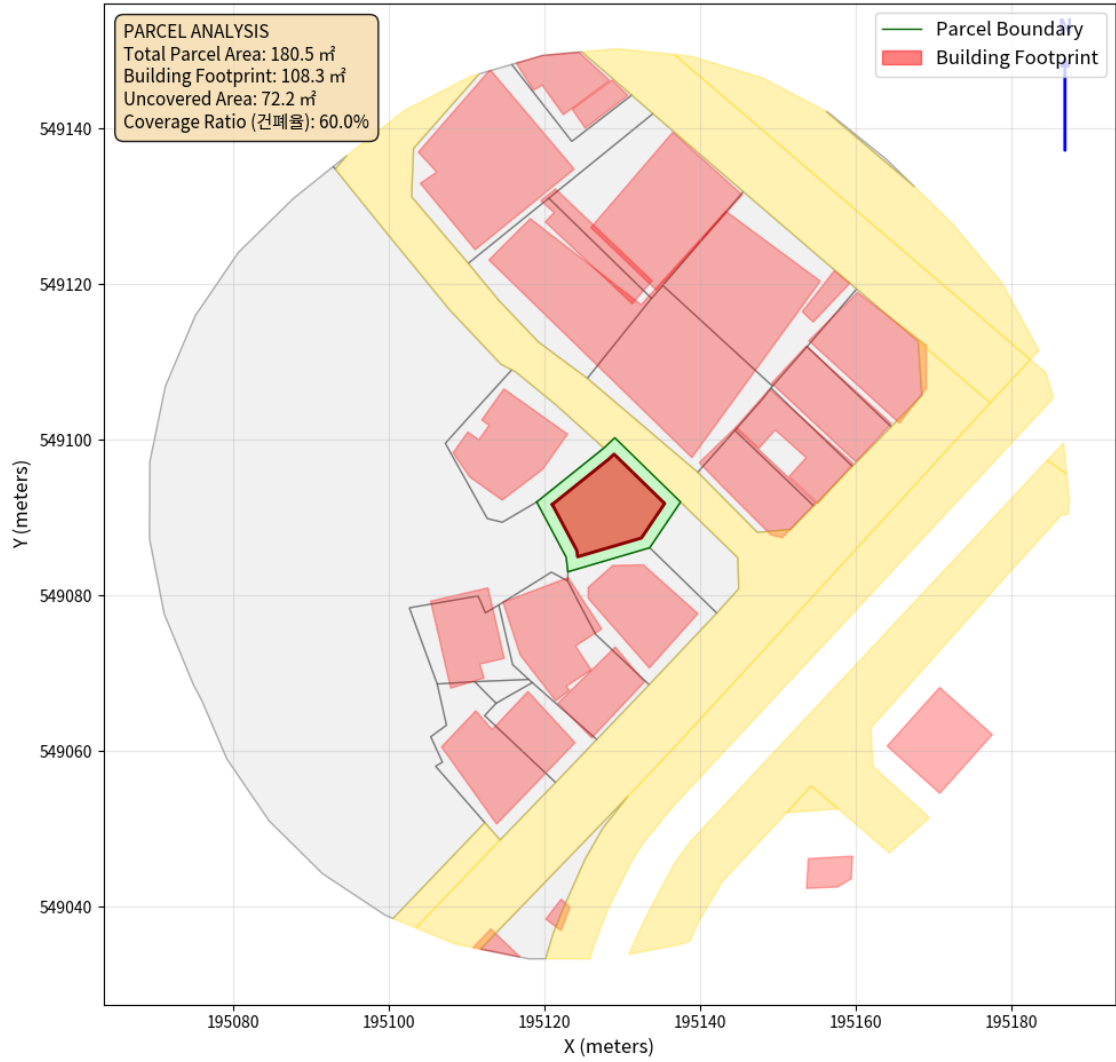 PARCEL ANALYSIS
Total Parcel Area: 180.5 ㎡
Building Footprint: 108.3 ㎡
Uncovered Area: 72.2 ㎡
Coverage Ratio (건폐율): 60.0%
Parcel Boundary
Building Footprint
N
549140
549120
549100
549080
549060
549040
Y (meters)
195080
195100
195120
195140
195160
195180
X (meters)